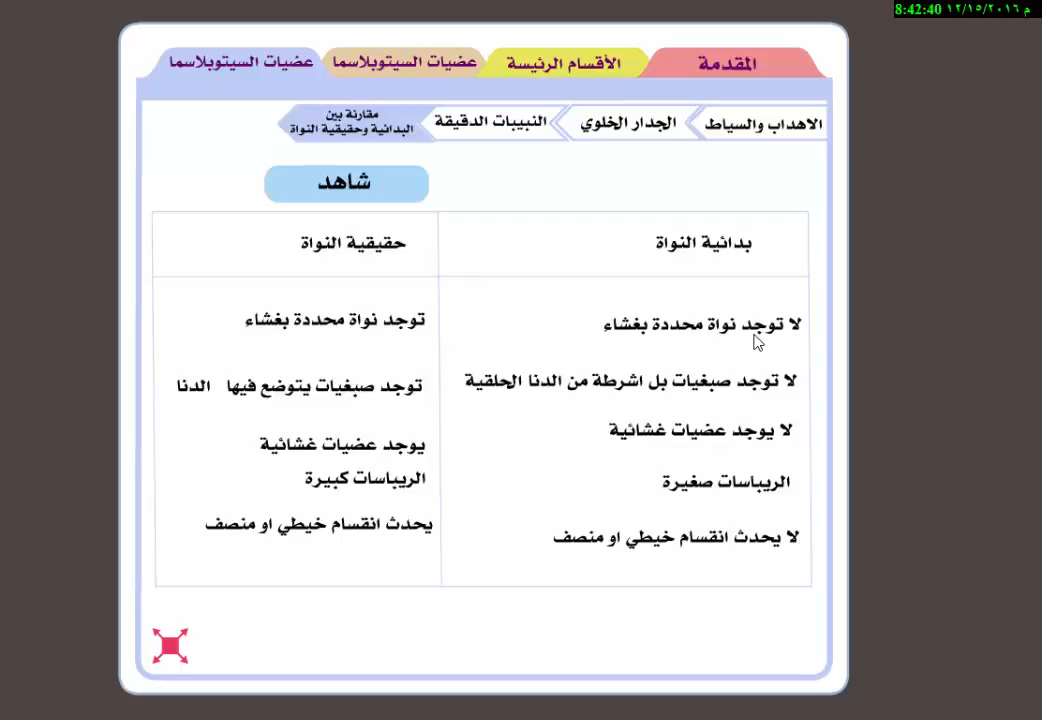 8:42:40 م ١٢/١٥/٢٠١٦
المقدمة
الأقسام الرئيسة
عضيات السيتوبلاسما
عضيات السيتوبلاسما
الاهداب والسياط
الجدار الخلوي
النبيبات الدقيقة
مقارنة بين
البدائية وحقيقية النواة
شاهد
بدائية النواة
حقيقية النواة
لا توجد نواة محددة بغشاء
توجد نواة محددة بغشاء
لا توجد صبغيات بل اشرطة من الدنا الحلقية
توجد صبغيات يتوضع فيها الدنا
لا يوجد عضيات غشائية
يوجد عضيات غشائية
الريباسات صغيرة
الريباسات كبيرة
لا يحدث انقسام خيطي او منصف
يحدث انقسام خيطي او منصف